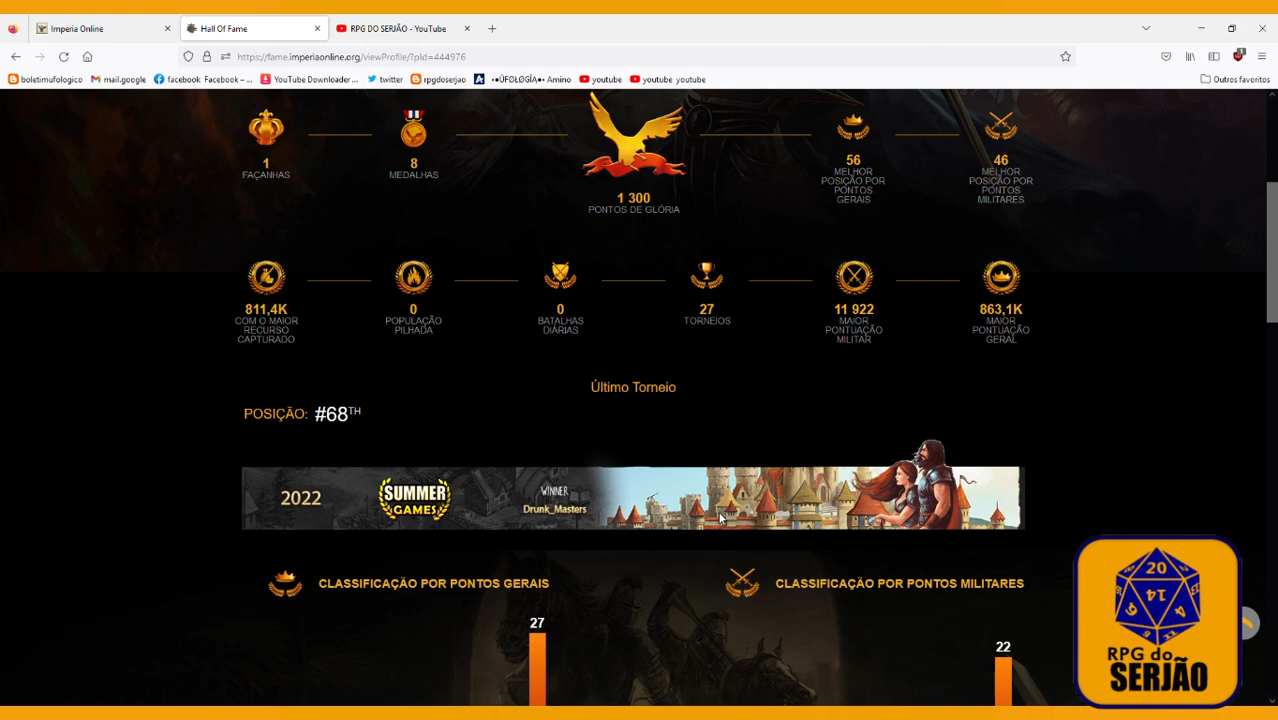 Imperia Online
Hall Of Fame
RPG DO SERJÃO - YouTube
https://fame.imperiaonline.org/viewProfile/?pId=444976
boletimufologico
mail.google
facebook Facebook – ...
YouTube Downloader ...
twitter
rpgdoserjao
youtube
youtube youtube
Outros favoritos
1
FAÇANHAS
8
MEDALHAS
1 300
PONTOS DE GLÓRIA
56
MELHOR
POSIÇÃO POR
PONTOS
GERAIS
46
MELHOR
POSIÇÃO POR
PONTOS
MILITARES
811,4K
COM O MAIOR
RECURSO
CAPTURADO
0
POPULAÇÃO
PILHADA
0
BATALHAS
DIÁRIAS
27
TORNEIOS
11 922
MAIOR
PONTUAÇÃO
MILITAR
863,1K
MAIOR
PONTUAÇÃO
GERAL
Último Torneio
POSIÇÃO: #68TH
2022
SUMMER
GAMES
WINNER
Drunk_Masters
CLASSIFICAÇÃO POR PONTOS GERAIS
CLASSIFICAÇÃO POR PONTOS MILITARES
27
22
20
14
RPG do
SERJÃO